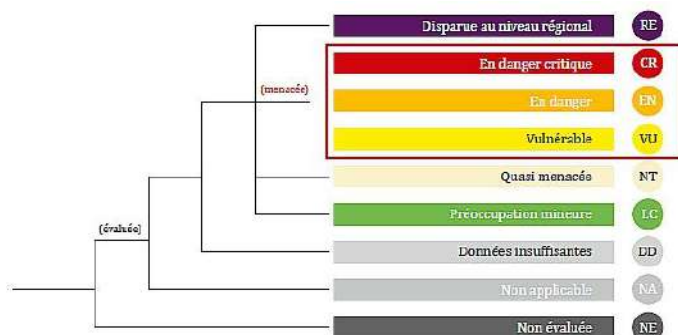 Disparue au niveau régional RE
En danger critique CR
(menacée)
En danger EN
Vulnérable VU
Quasi menacée NT
Préoccupation mineure LC
(évaluée)
Données insuffisantes DD
Non applicable NA
Non évaluée NE